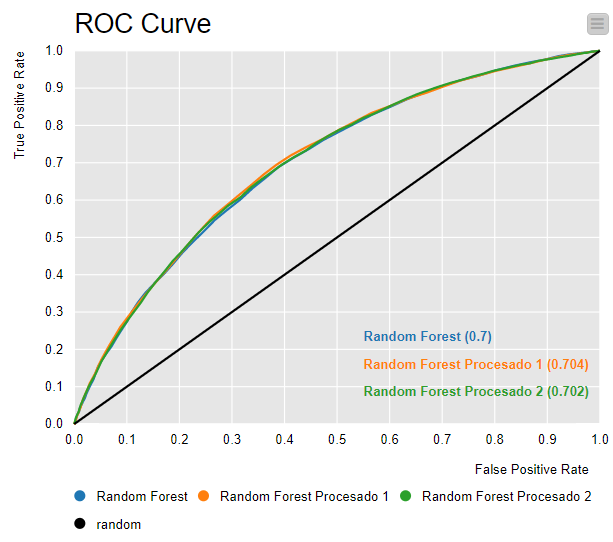 ROC Curve
True Positive Rate
1.0
0.9
0.8
0.7
0.6
0.5
0.4
0.3
0.2
0.1
0.0
Random Forest (0.7)
Random Forest Procesado 1 (0.704)
Random Forest Procesado 2 (0.702)
0.0 0.1 0.2 0.3 0.4 0.5 0.6 0.7 0.8 0.9 1.0
False Positive Rate
Random Forest Random Forest Procesado 1 Random Forest Procesado 2
random